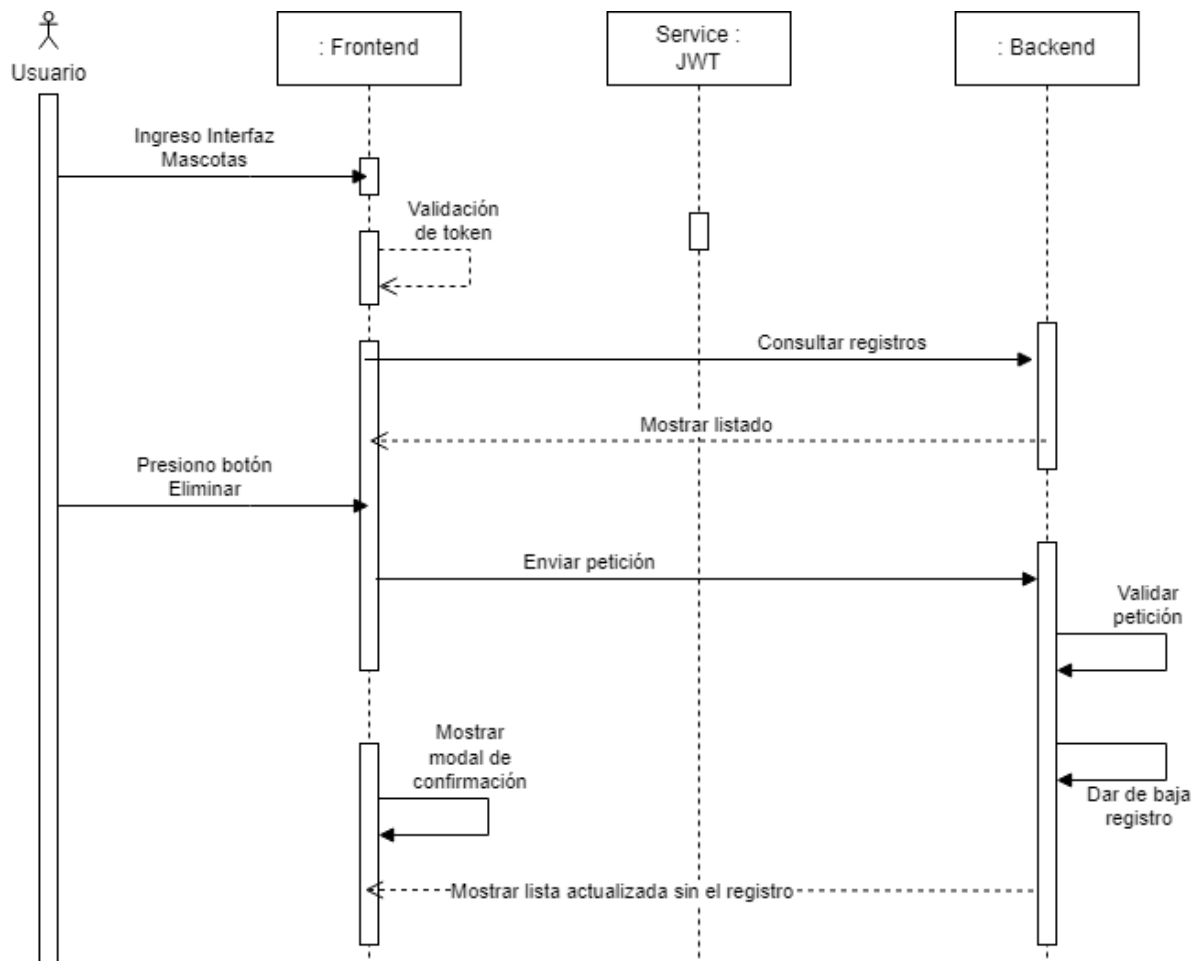 Usuario
: Frontend
Service :
JWT
: Backend
Ingreso Interfaz
Mascotas
Validación
de token
Consultar registros
Mostrar listado
Presiono botón
Eliminar
Enviar petición
Validar
petición
Mostrar
modal de
confirmación
Dar de baja
registro
Mostrar lista actualizada sin el registro